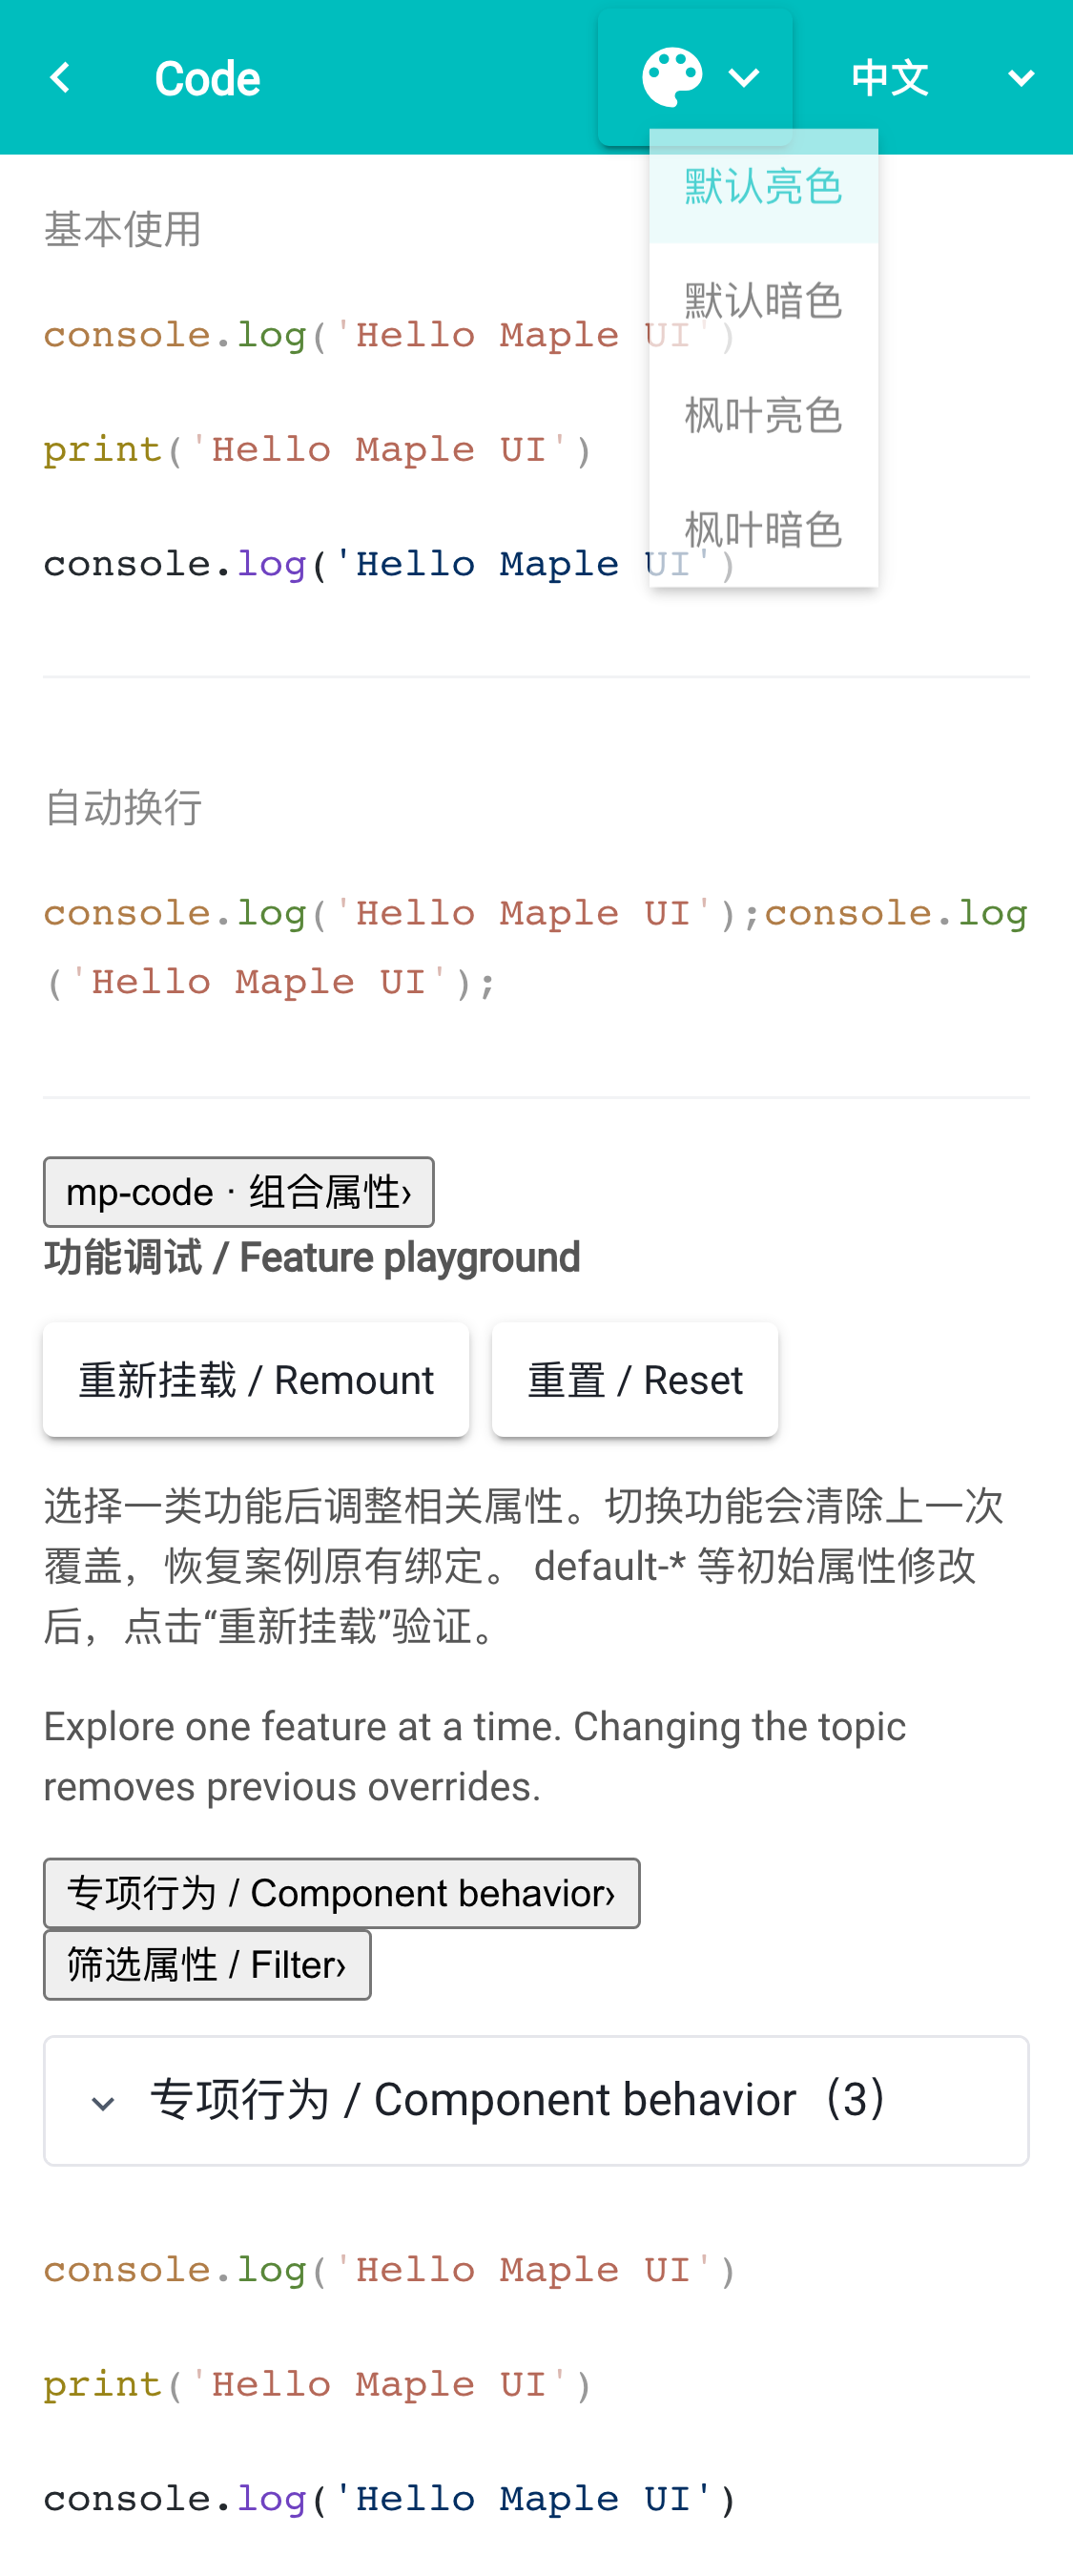 Code
中文
默认亮色
默认暗色
枫叶亮色
枫叶暗色
基本使用
console.log('Hello Maple UI')
print('Hello Maple UI')
console.log('Hello Maple UI')
自动换行
console.log('Hello Maple UI');console.log
('Hello Maple UI');
mp-code · 组合属性›
功能调试 / Feature playground
重新挂载 / Remount
重置 / Reset
选择一类功能后调整相关属性。切换功能会清除上一次
覆盖，恢复案例原有绑定。 default-* 等初始属性修改
后，点击“重新挂载”验证。
Explore one feature at a time. Changing the topic
removes previous overrides.
专项行为 / Component behavior›
筛选属性 / Filter›
专项行为 / Component behavior（3）
console.log('Hello Maple UI')
print('Hello Maple UI')
console.log('Hello Maple UI')